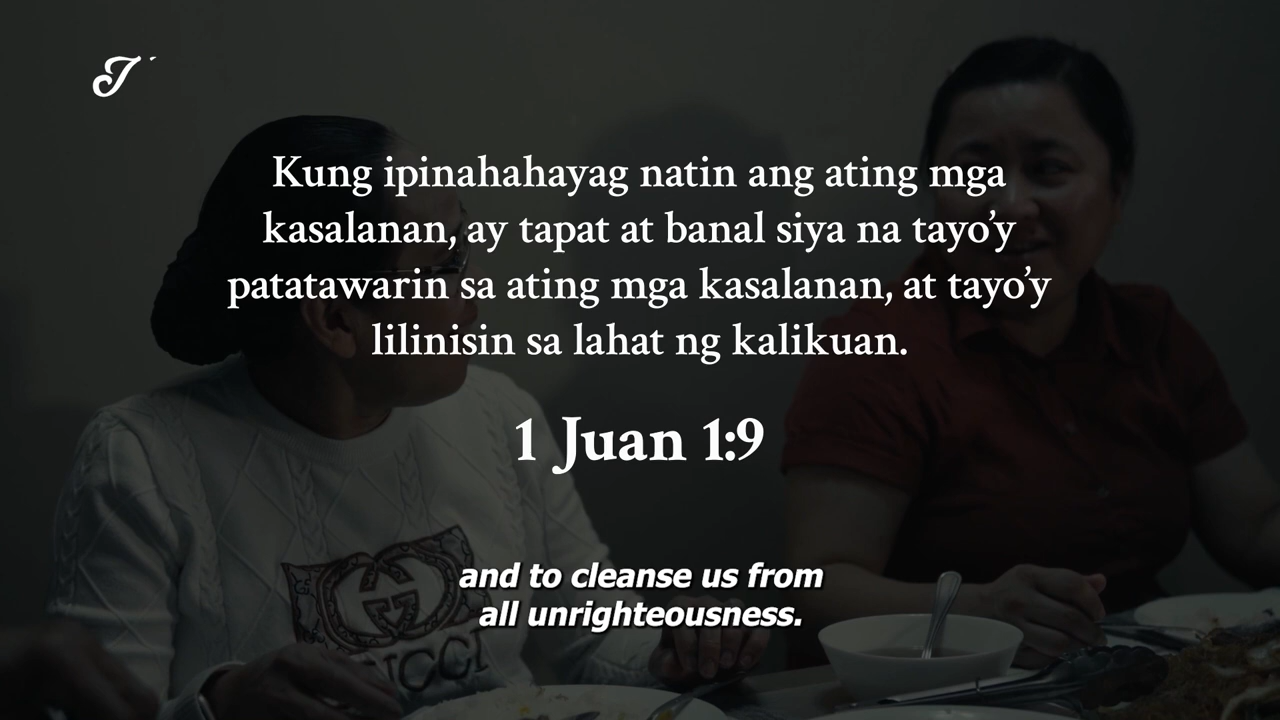 Kung ipinahahayag natin ang ating mga
kasalanan, ay tapat at banal siya na tayo’y
patatawarin sa ating mga kasalanan, at tayo’y
lilinisin sa lahat ng kalikuan.
1 Juan 1:9
and to cleanse us from
all unrighteousness.